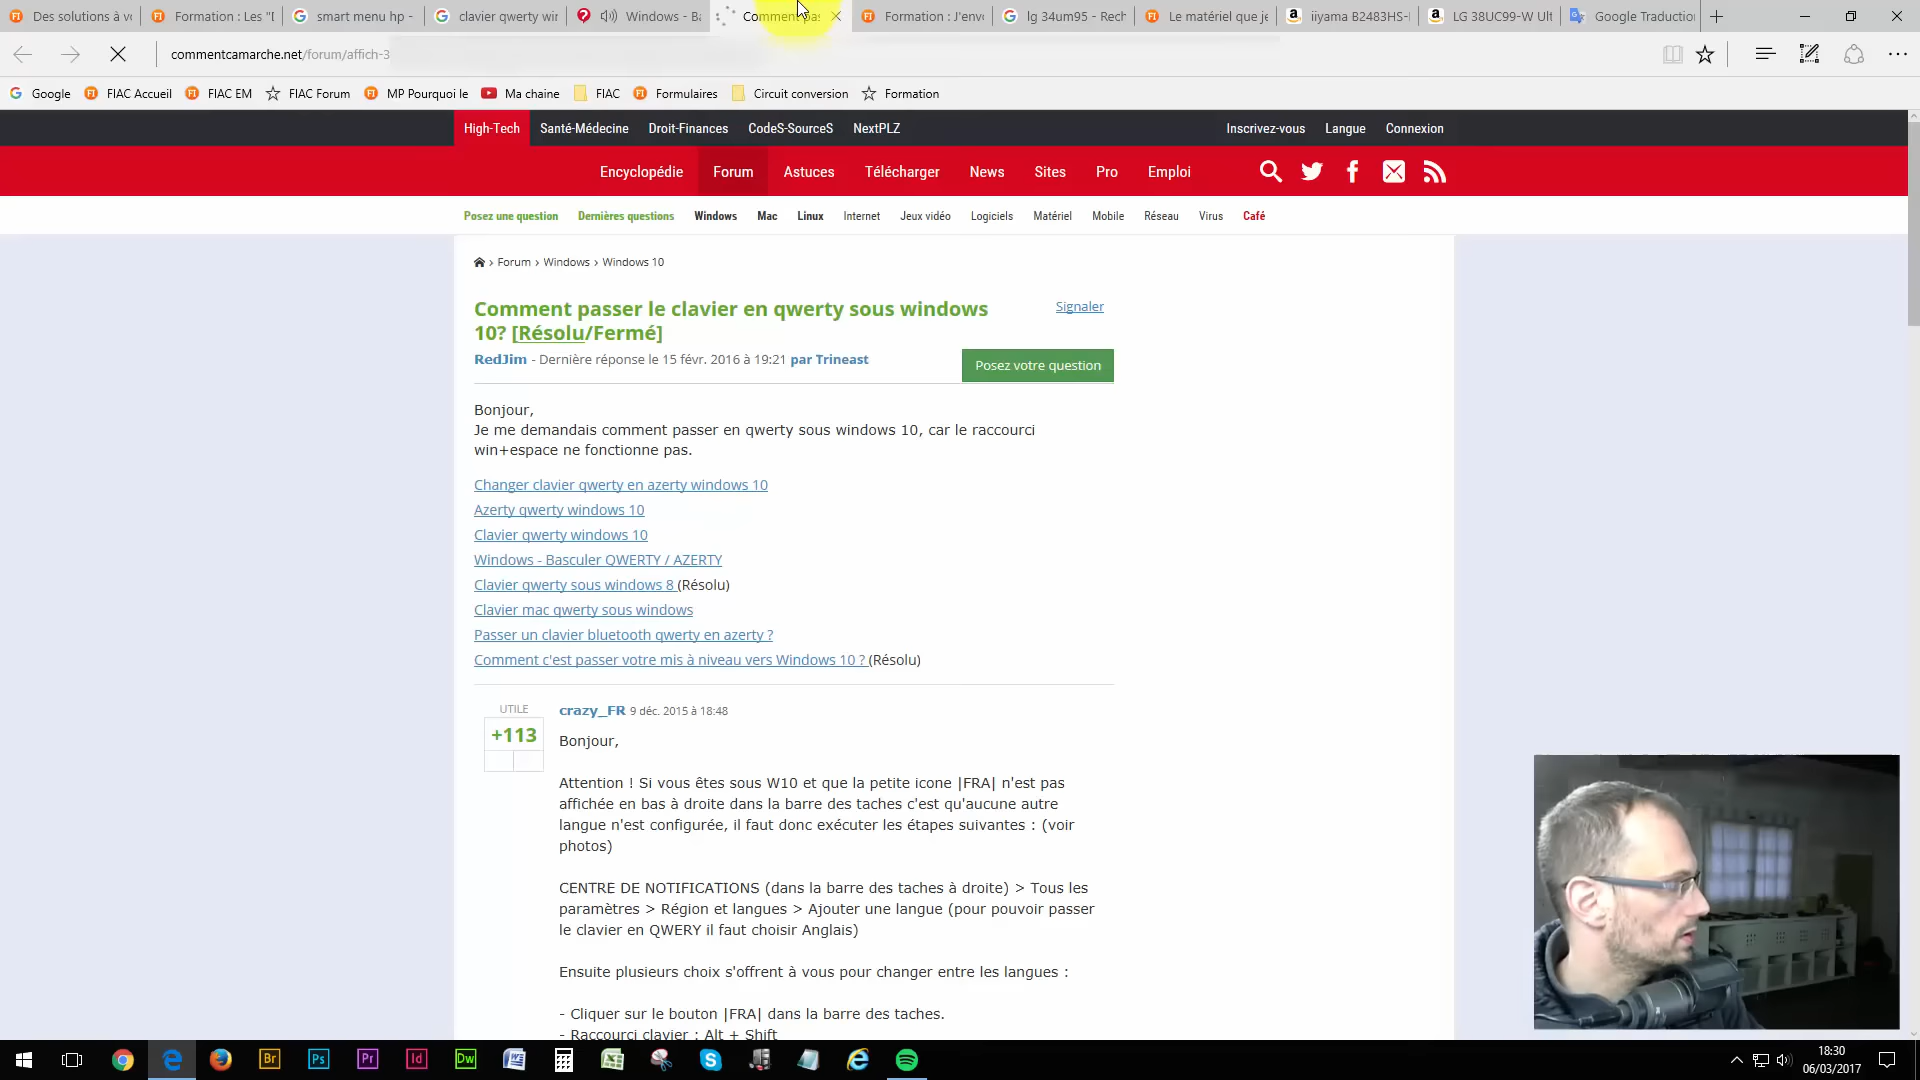 Des solutions à v
Formation : Les "I
smart menu hp -
clavier qwerty wir
Windows - Ba
Comment pas
Formation : J'env
lg 34um95 - Rech
Le matériel que je
iiyama B2483HS-
LG 38UC99-W Ult
Google Traduction
commentcamarche.net/forum/affich-3
Google
FIAC Accueil
FIAC EM
FIAC Forum
MP Pourquoi le
Ma chaine
FIAC
Formulaires
Circuit conversion
Formation
High-Tech Santé-Médecine Droit-Finances CodeS-SourceS NextPLZ Inscrivez-vous Langue Connexion
Encyclopédie Forum Astuces Télécharger News Sites Pro Emploi
Posez une question Dernières questions Windows Mac Linux Internet Jeux vidéo Logiciels Matériel Mobile Réseau Virus Café
› Forum › Windows › Windows 10
Comment passer le clavier en qwerty sous windows
10? [Résolu/Fermé]
Signaler
RedJim - Dernière réponse le 15 févr. 2016 à 19:21 par Trineast
Posez votre question
Bonjour,
Je me demandais comment passer en qwerty sous windows 10, car le raccourci
win+espace ne fonctionne pas.
Changer clavier qwerty en azerty windows 10
Azerty qwerty windows 10
Clavier qwerty windows 10
Windows - Basculer QWERTY / AZERTY
Clavier qwerty sous windows 8 (Résolu)
Clavier mac qwerty sous windows
Passer un clavier bluetooth qwerty en azerty ?
Comment c'est passer votre mis à niveau vers Windows 10 ? (Résolu)
UTILE
+113
crazy_FR 9 déc. 2015 à 18:48
Bonjour,
Attention ! Si vous êtes sous W10 et que la petite icone |FRA| n'est pas
affichée en bas à droite dans la barre des taches c'est qu'aucune autre
langue n'est configurée, il faut donc exécuter les étapes suivantes : (voir
photos)
CENTRE DE NOTIFICATIONS (dans la barre des taches à droite) > Tous les
paramètres > Région et langues > Ajouter une langue (pour pouvoir passer
le clavier en QWERY il faut choisir Anglais)
Ensuite plusieurs choix s'offrent à vous pour changer entre les langues :
- Cliquer sur le bouton |FRA| dans la barre des taches.
- Raccourci clavier : Alt + Shift
Br
Ps
Pr
Id
Dw
18:30
06/03/2017